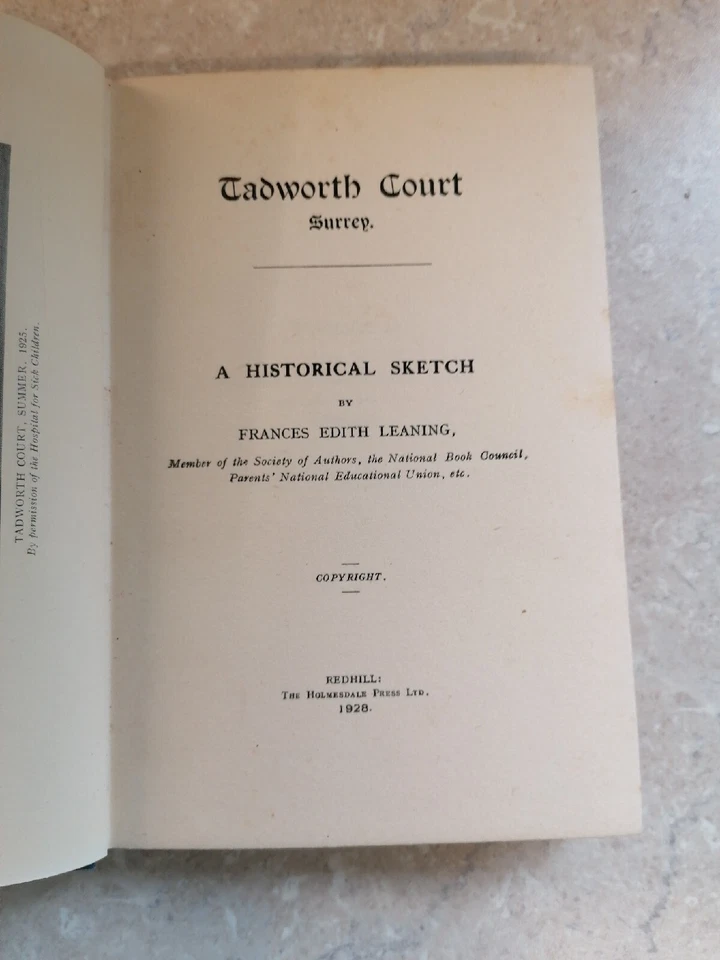 TADWORTH COURT, SUMMER, 1925.
By permission of the Hospital for Sick Children.
Tadworth Court
Surrey.
A HISTORICAL SKETCH
BY
FRANCES EDITH LEANING,
Member of the Society of Authors, the National Book Council,
Parents' National Educational Union, etc.
COPYRIGHT.
REDHILL:
THE HOLMESDALE PRESS LTD.
1928.